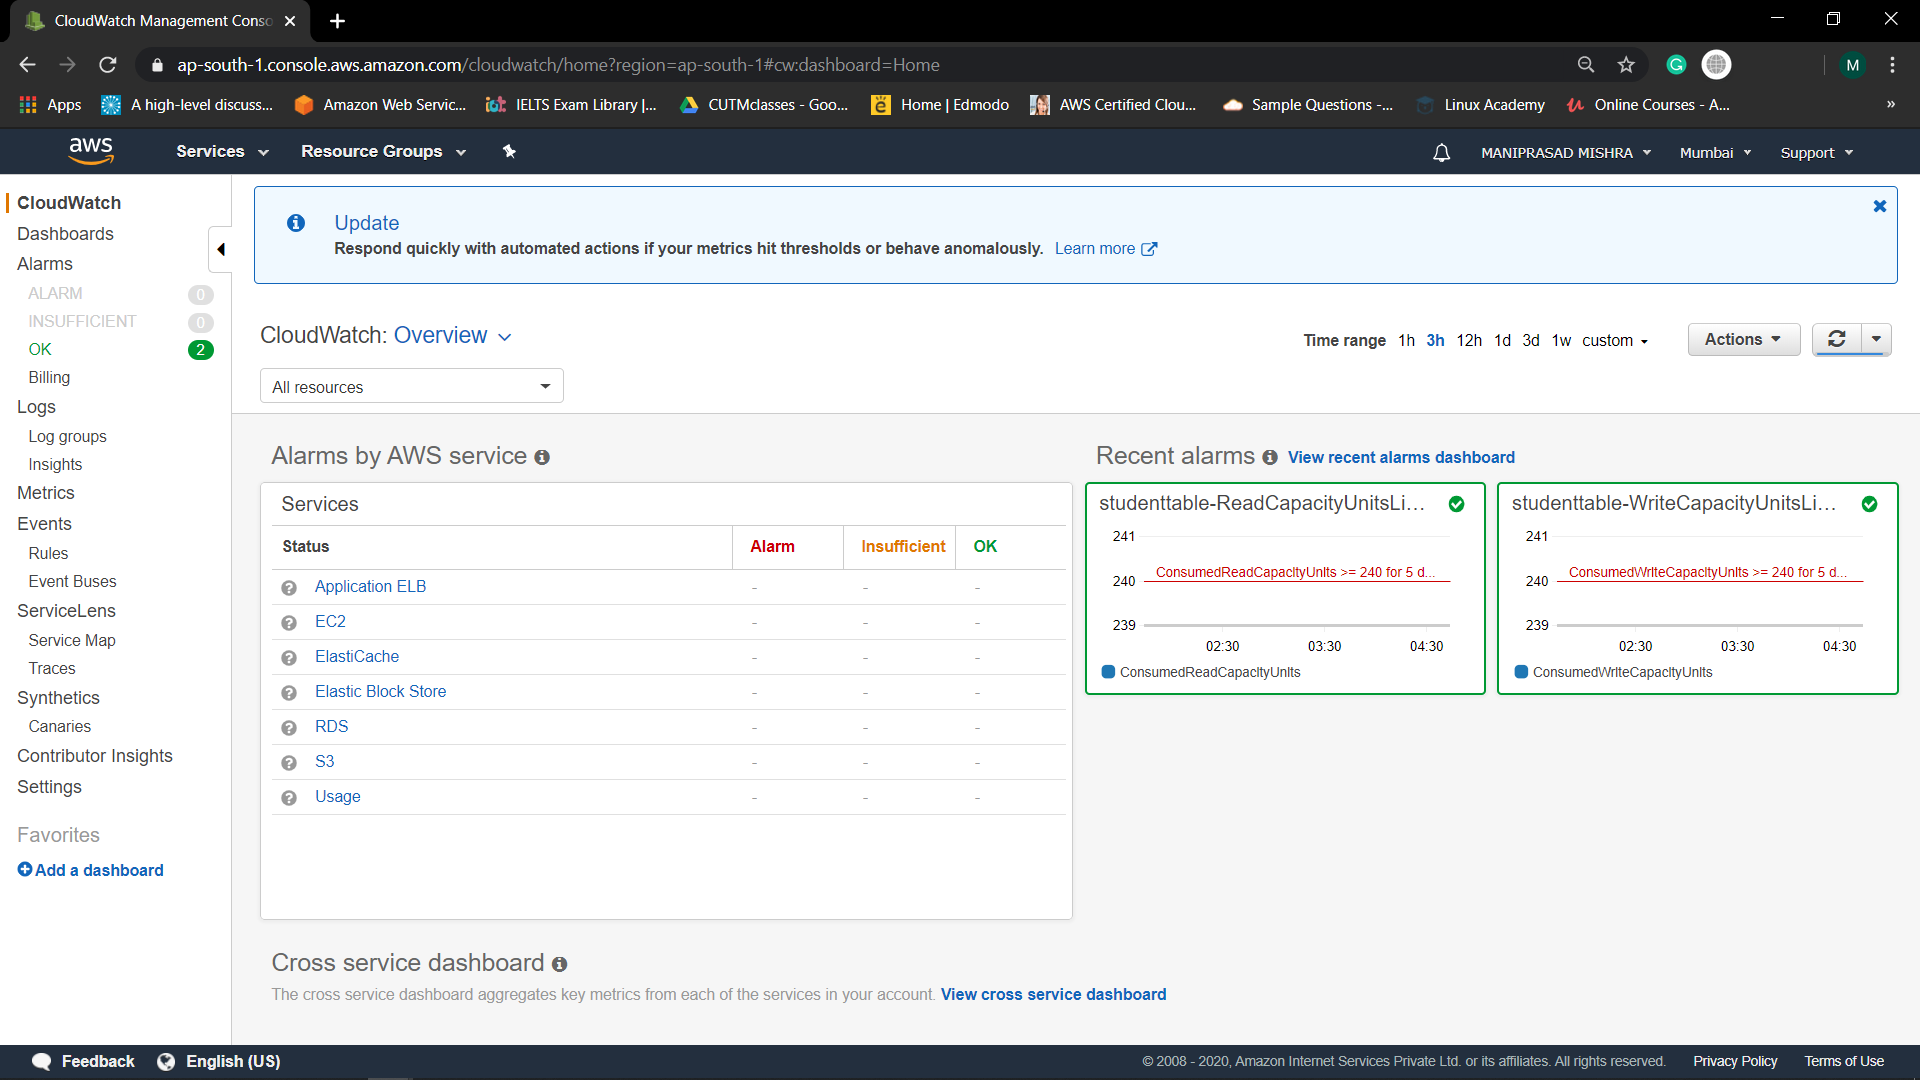 CloudWatch Management Conso
ap-south-1.console.aws.amazon.com/cloudwatch/home?region=ap-south-1#cw:dashboard=Home
M
Apps
A high-level discuss...
Amazon Web Servic...
IELTS Exam Library |...
CUTMclasses - Goo...
Home | Edmodo
AWS Certified Clou...
Sample Questions -...
Linux Academy
Online Courses - A...
»
aws
Services
Resource Groups
MANIPRASAD MISHRA
Mumbai
Support
CloudWatch
Dashboards
Alarms
ALARM 0
INSUFFICIENT 0
OK 2
Billing
Logs
Log groups
Insights
Metrics
Events
Rules
Event Buses
ServiceLens
Service Map
Traces
Synthetics
Canaries
Contributor Insights
Settings
Favorites
Add a dashboard
Update
Respond quickly with automated actions if your metrics hit thresholds or behave anomalously. Learn more
CloudWatch: Overview
Time range 1h 3h 12h 1d 3d 1w custom
Actions
All resources
Alarms by AWS service
Services
Status Alarm Insufficient OK
Application ELB - - -
EC2 - - -
ElastiCache - - -
Elastic Block Store - - -
RDS - - -
S3 - - -
Usage - - -
Recent alarms View recent alarms dashboard
studenttable-ReadCapacityUnitsLi...
241
ConsumedReadCapacityUnits >= 240 for 5 d...
240
239
02:30 03:30 04:30
ConsumedReadCapacityUnits
studenttable-WriteCapacityUnitsLi...
241
ConsumedWriteCapacityUnits >= 240 for 5 d...
240
239
02:30 03:30 04:30
ConsumedWriteCapacityUnits
Cross service dashboard
The cross service dashboard aggregates key metrics from each of the services in your account. View cross service dashboard
Feedback
English (US)
© 2008 - 2020, Amazon Internet Services Private Ltd. or its affiliates. All rights reserved.
Privacy Policy
Terms of Use